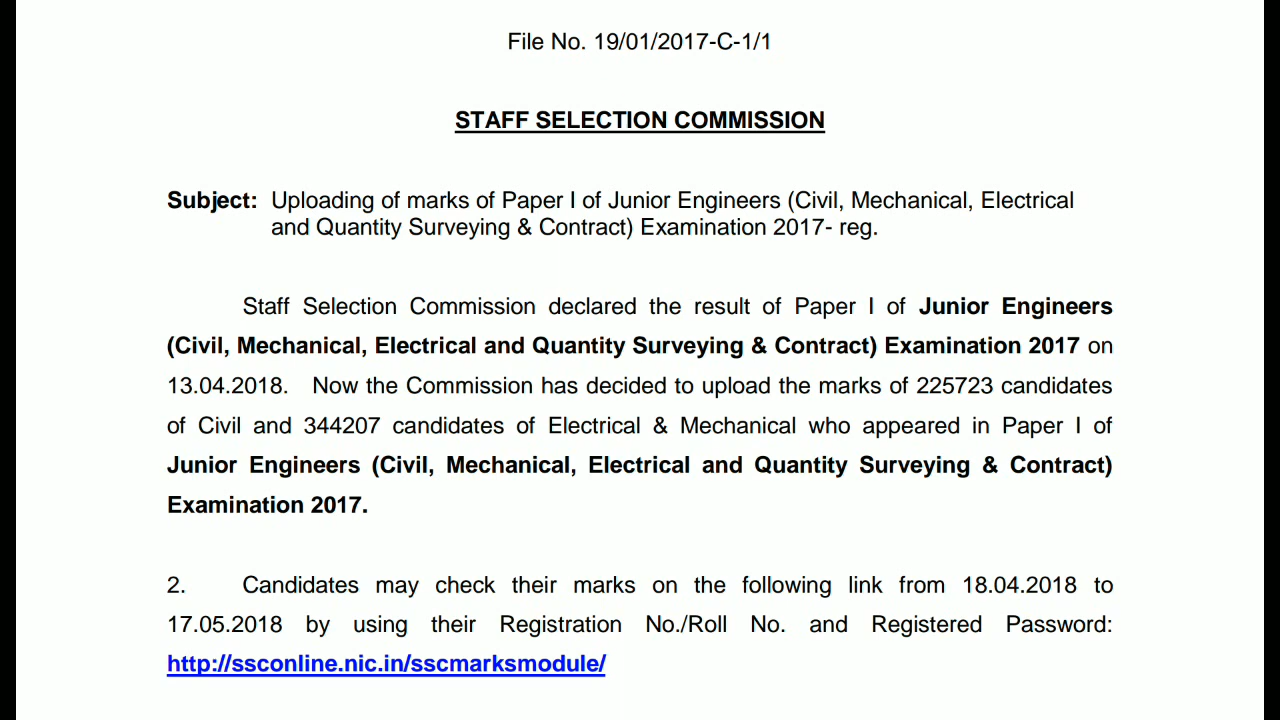 File No. 19/01/2017-C-1/1
STAFF SELECTION COMMISSION
Subject: Uploading of marks of Paper I of Junior Engineers (Civil, Mechanical, Electrical
and Quantity Surveying & Contract) Examination 2017- reg.
Staff Selection Commission declared the result of Paper I of Junior Engineers
(Civil, Mechanical, Electrical and Quantity Surveying & Contract) Examination 2017 on
13.04.2018. Now the Commission has decided to upload the marks of 225723 candidates
of Civil and 344207 candidates of Electrical & Mechanical who appeared in Paper I of
Junior Engineers (Civil, Mechanical, Electrical and Quantity Surveying & Contract)
Examination 2017.
2. Candidates may check their marks on the following link from 18.04.2018 to
17.05.2018 by using their Registration No./Roll No. and Registered Password:
http://ssconline.nic.in/sscmarksmodule/